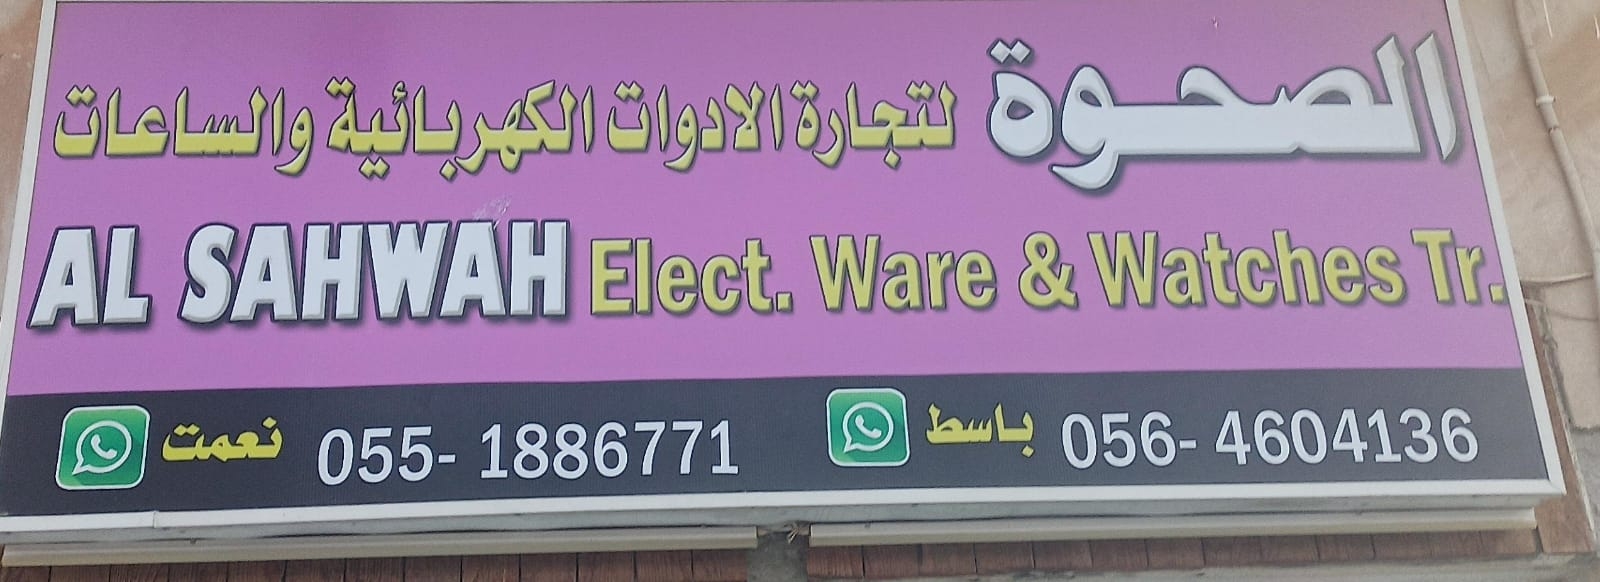 الصحوة لتجارة الادوات الكهربائية والساعات
AL SAHWAH Elect. Ware & Watches Tr.
نعمت 055- 1886771 باسط 056- 4604136